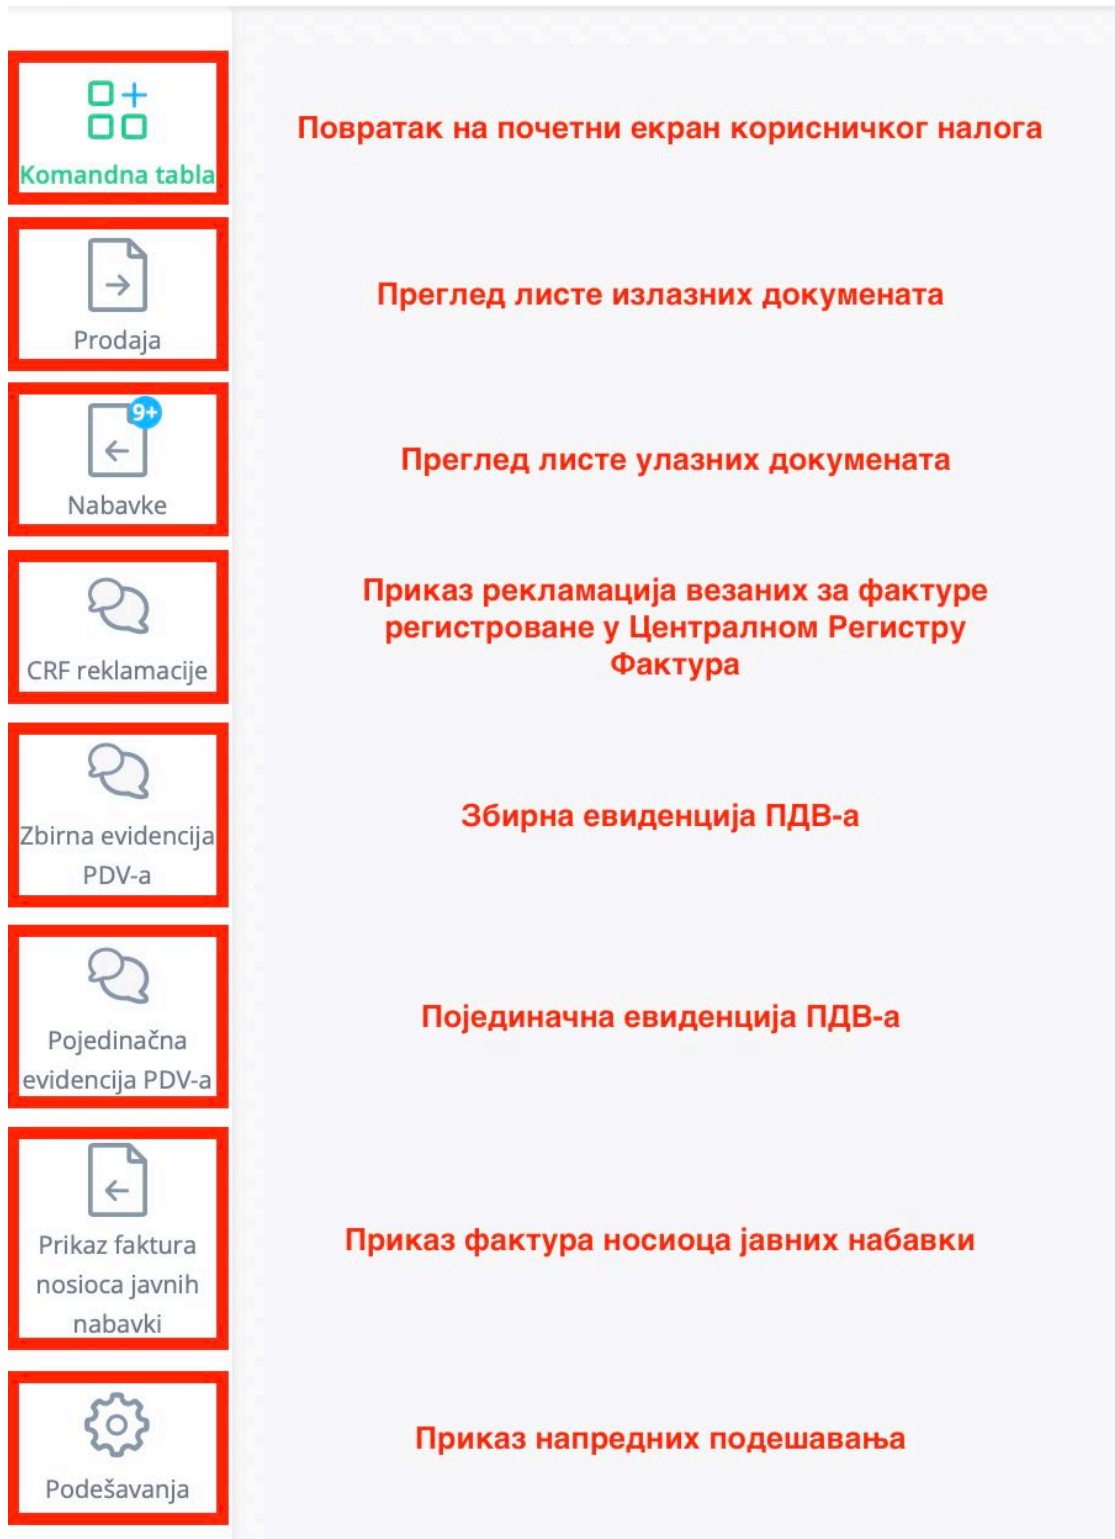 Komandna tabla
Повратак на почетни екран корисничког налога
Prodaja
Преглед листе излазних докумената
9+
Nabavke
Преглед листе улазних докумената
CRF reklamacije
Приказ рекламација везаних за фактуре
регистроване у Централном Регистру
Фактура
Zbirna evidencija
PDV-a
Збирна евиденција ПДВ-а
Pojedinačna
evidencija PDV-a
Појединачна евиденција ПДВ-а
Prikaz faktura
nosioca javnih
nabavki
Приказ фактура носиоца јавних набавки
Podešavanja
Приказ напредних подешавања